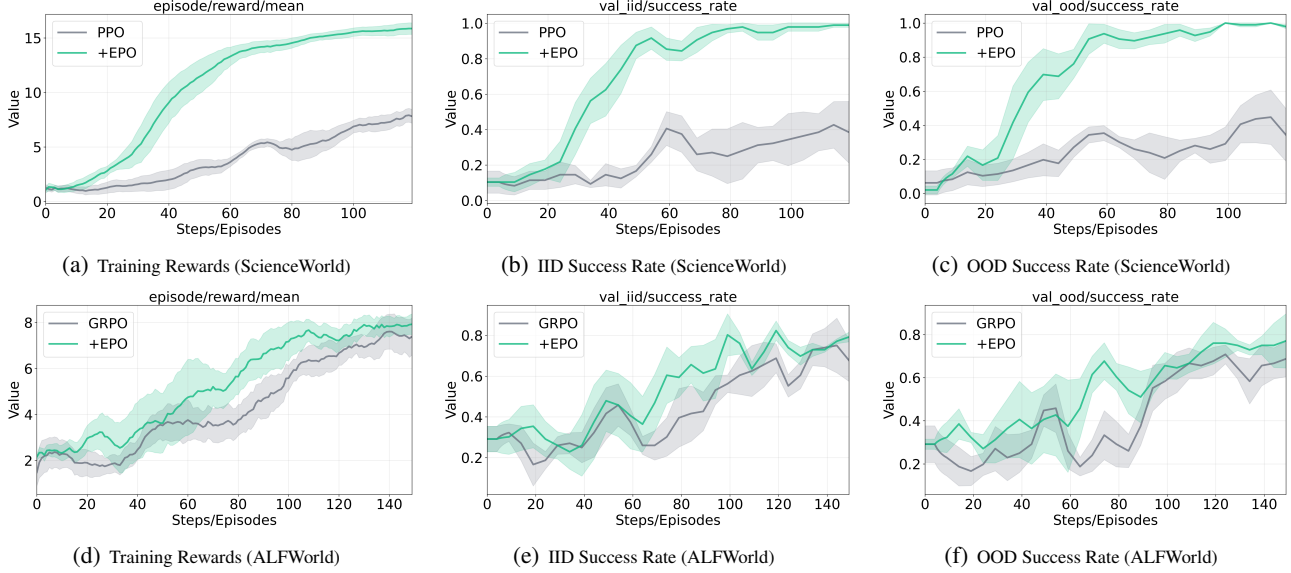 episode/reward/mean
PPO
+EPO
Value
15
10
5
0
0 20 40 60 80 100
Steps/Episodes
(a) Training Rewards (ScienceWorld)
val_iid/success_rate
PPO
+EPO
Value
1.0
0.8
0.6
0.4
0.2
0.0
0 20 40 60 80 100
Steps/Episodes
(b) IID Success Rate (ScienceWorld)
val_ood/success_rate
PPO
+EPO
Value
1.0
0.8
0.6
0.4
0.2
0.0
0 20 40 60 80 100
Steps/Episodes
(c) OOD Success Rate (ScienceWorld)
episode/reward/mean
GRPO
+EPO
Value
8
6
4
2
0 20 40 60 80 100 120 140
Steps/Episodes
(d) Training Rewards (ALFWorld)
val_iid/success_rate
GRPO
+EPO
Value
0.8
0.6
0.4
0.2
0 20 40 60 80 100 120 140
Steps/Episodes
(e) IID Success Rate (ALFWorld)
val_ood/success_rate
GRPO
+EPO
Value
0.8
0.6
0.4
0.2
0 20 40 60 80 100 120 140
Steps/Episodes
(f) OOD Success Rate (ALFWorld)